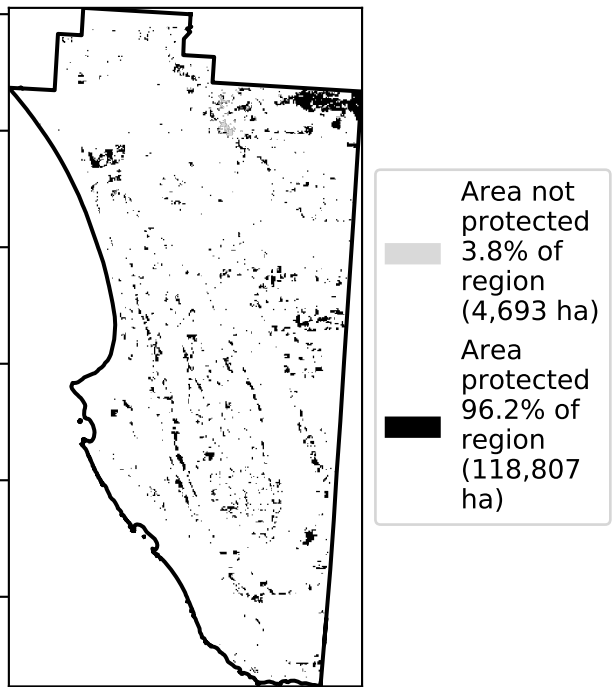 Area not
protected
3.8% of
region
(4,693 ha)
Area
protected
96.2% of
region
(118,807
ha)